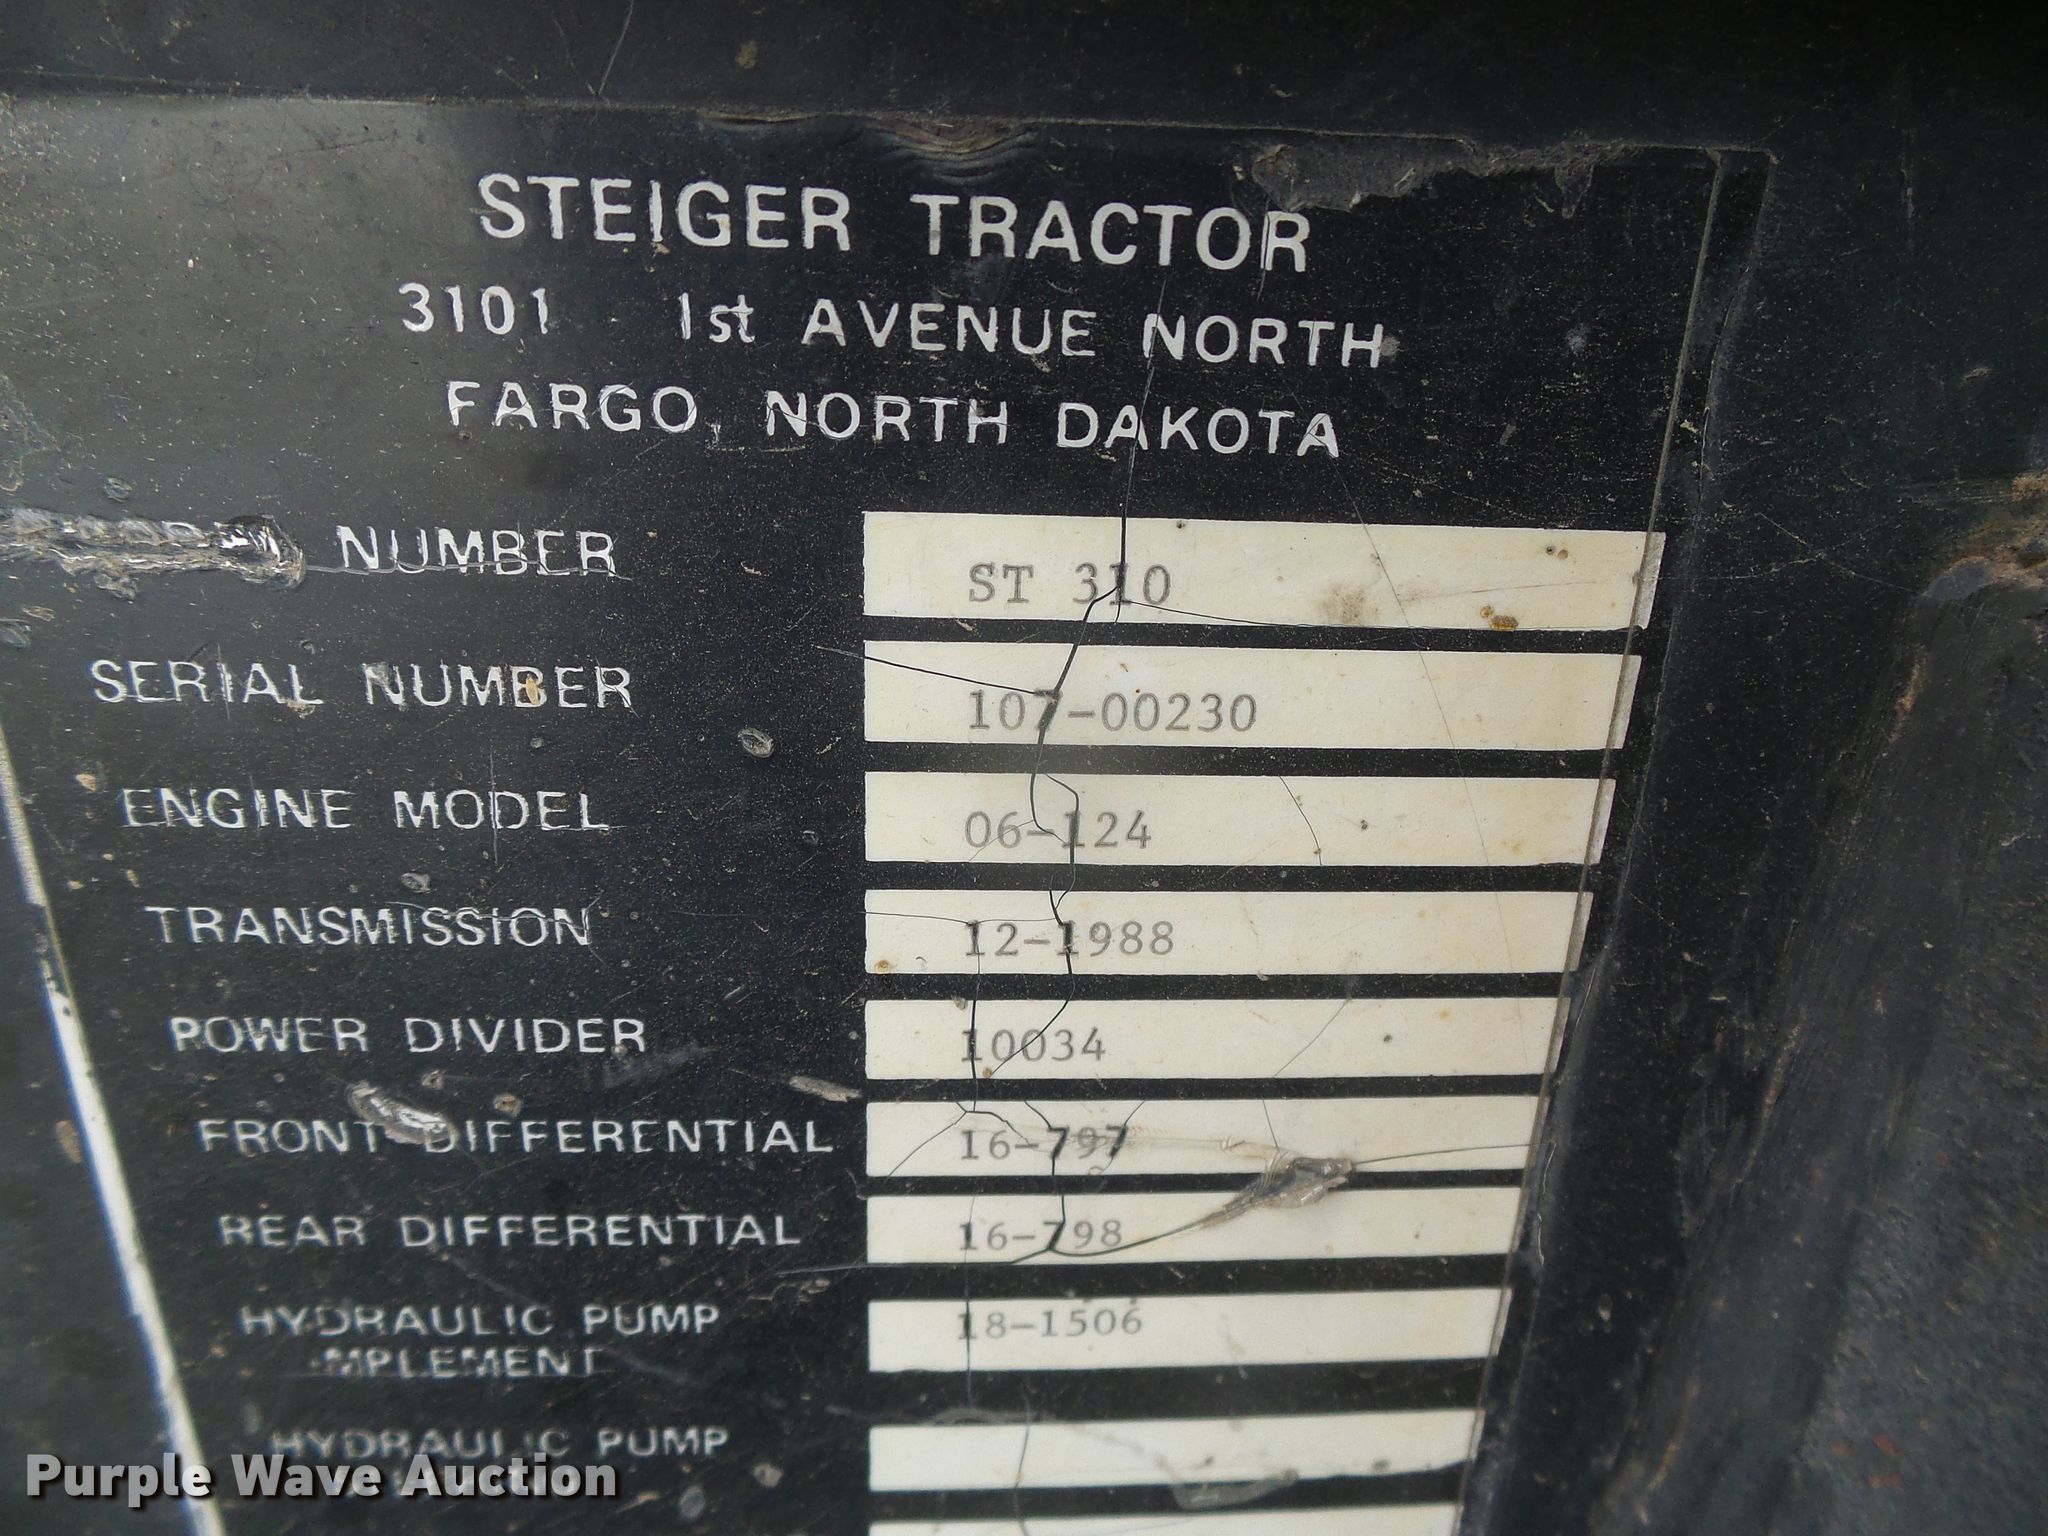 STEIGER TRACTOR
3101 1st AVENUE NORTH
FARGO, NORTH DAKOTA
NUMBER ST 310
SERIAL NUMBER 107-00230
ENGINE MODEL 06-124
TRANSMISSION 12-1988
POWER DIVIDER 10034
FRONT DIFFERENTIAL 16-797
REAR DIFFERENTIAL 16-798
HYDRAULIC PUMP 18-1506
IMPLEMENT
HYDRAULIC PUMP
Purple Wave Auction